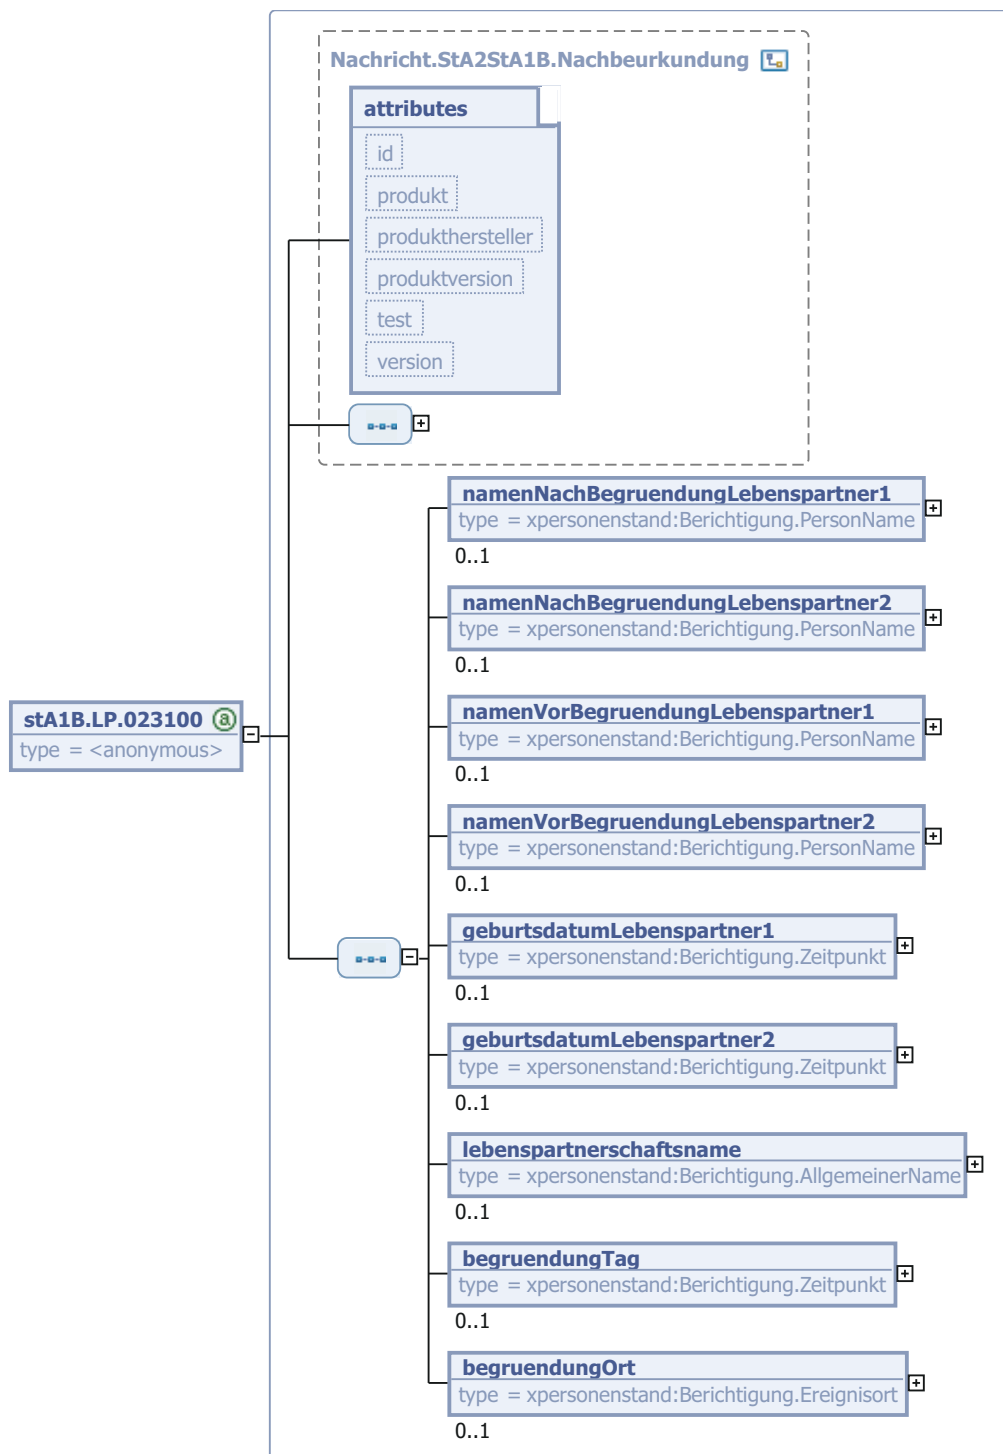 Nachricht.StA2StA1B.Nachbeurkundung
attributes
id
produkt
produkthersteller
produktversion
test
version
namenNachBegruendungLebenspartner1
type = xpersonenstand:Berichtigung.PersonName
0..1
namenNachBegruendungLebenspartner2
type = xpersonenstand:Berichtigung.PersonName
0..1
stA1B.LP.023100 @
type = <anonymous>
namenVorBegruendungLebenspartner1
type = xpersonenstand:Berichtigung.PersonName
0..1
namenVorBegruendungLebenspartner2
type = xpersonenstand:Berichtigung.PersonName
0..1
geburtsdatumLebenspartner1
type = xpersonenstand:Berichtigung.Zeitpunkt
0..1
geburtsdatumLebenspartner2
type = xpersonenstand:Berichtigung.Zeitpunkt
0..1
lebenspartnerschaftsname
type = xpersonenstand:Berichtigung.AllgemeinerName
0..1
begruendungTag
type = xpersonenstand:Berichtigung.Zeitpunkt
0..1
begruendungOrt
type = xpersonenstand:Berichtigung.Ereignisort
0..1